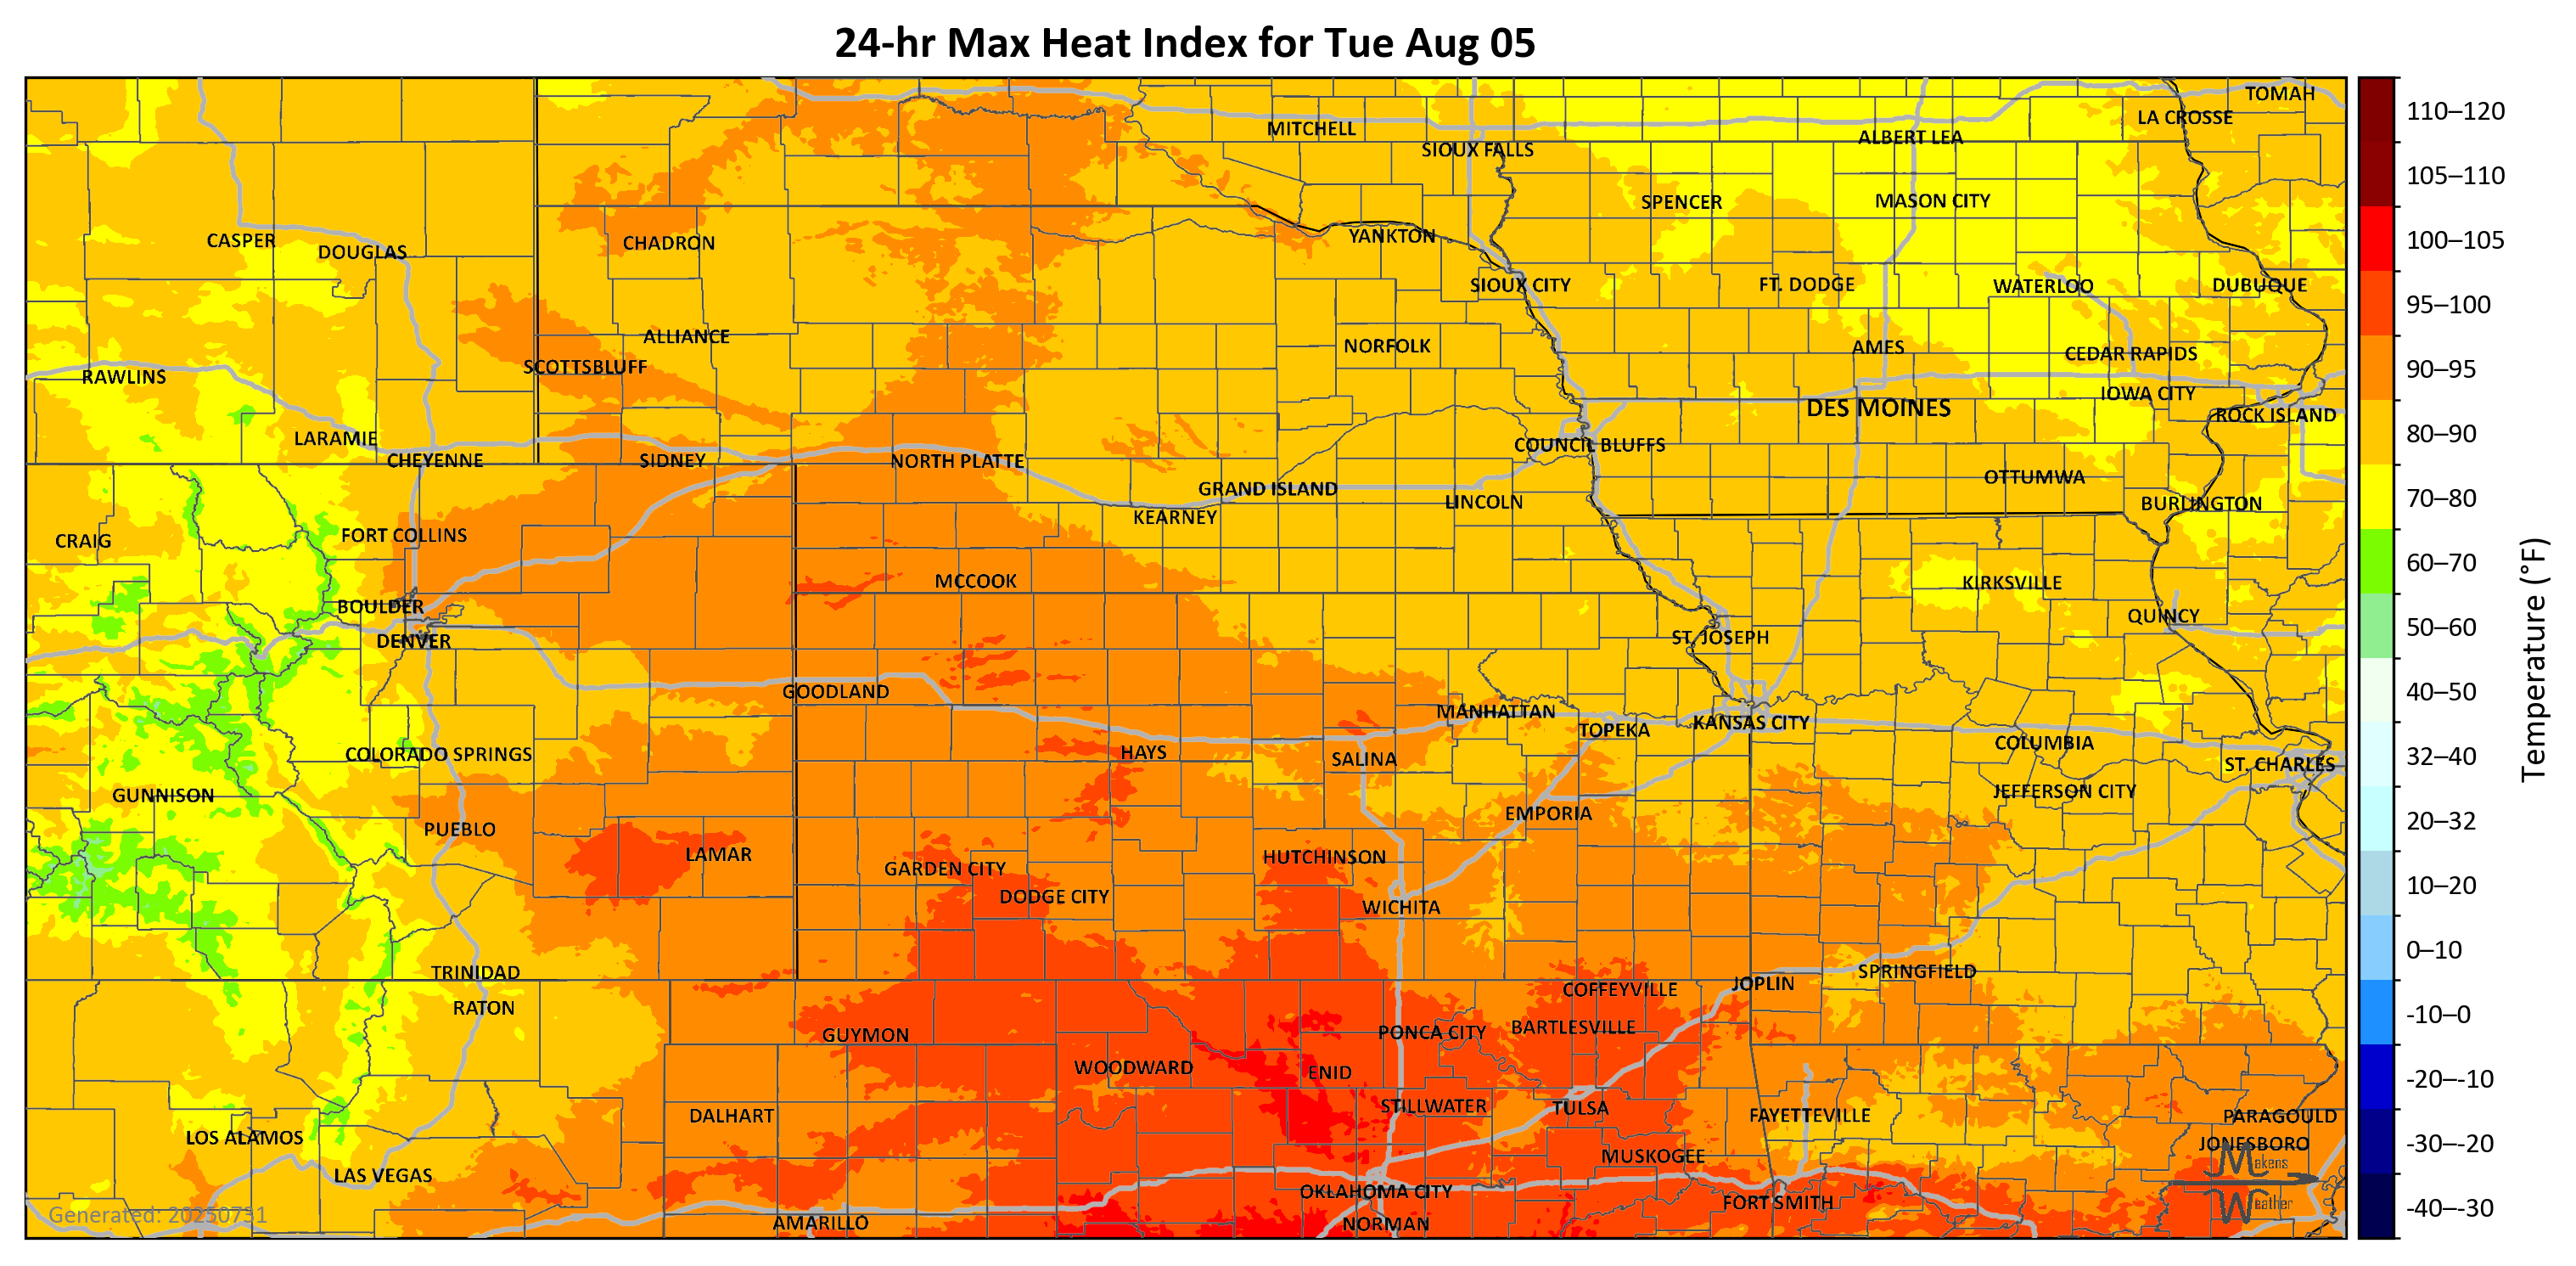 24-hr Max Heat Index for Tue Aug 05
TOMAH
LA CROSSE
MITCHELL
ALBERT LEA
SIOUX FALLS
SPENCER
MASON CITY
CASPER
DOUGLAS
CHADRON
YANKTON
SIOUX CITY
FT. DODGE
WATERLOO
DUBUQUE
ALLIANCE
NORFOLK
AMES
CEDAR RAPIDS
SCOTTSBLUFF
RAWLINS
IOWA CITY
DES MOINES
ROCK ISLAND
LARAMIE
COUNCIL BLUFFS
CHEYENNE
SIDNEY
NORTH PLATTE
OTTUMWA
GRAND ISLAND
LINCOLN
BURLINGTON
KEARNEY
FORT COLLINS
CRAIG
MCCOOK
KIRKSVILLE
BOULDER
QUINCY
DENVER
ST. JOSEPH
GOODLAND
MANHATTAN
KANSAS CITY
TOPEKA
COLUMBIA
COLORADO SPRINGS
HAYS
SALINA
ST. CHARLES
GUNNISON
JEFFERSON CITY
EMPORIA
PUEBLO
LAMAR
HUTCHINSON
GARDEN CITY
DODGE CITY
WICHITA
TRINIDAD
SPRINGFIELD
JOPLIN
COFFEYVILLE
RATON
GUYMON
PONCA CITY
BARTLESVILLE
WOODWARD
ENID
STILLWATER
TULSA
DALHART
FAYETTEVILLE
PARAGOULD
LOS ALAMOS
JONESBORO
MUSKOGEE
LAS VEGAS
OKLAHOMA CITY
FORT SMITH
AMARILLO
NORMAN
Makens
Weather
Generated: 20250731
110–120
105–110
100–105
95–100
90–95
80–90
70–80
60–70
50–60
40–50
32–40
20–32
10–20
0–10
-10–0
-20–-10
-30–-20
-40–-30
Temperature (°F)